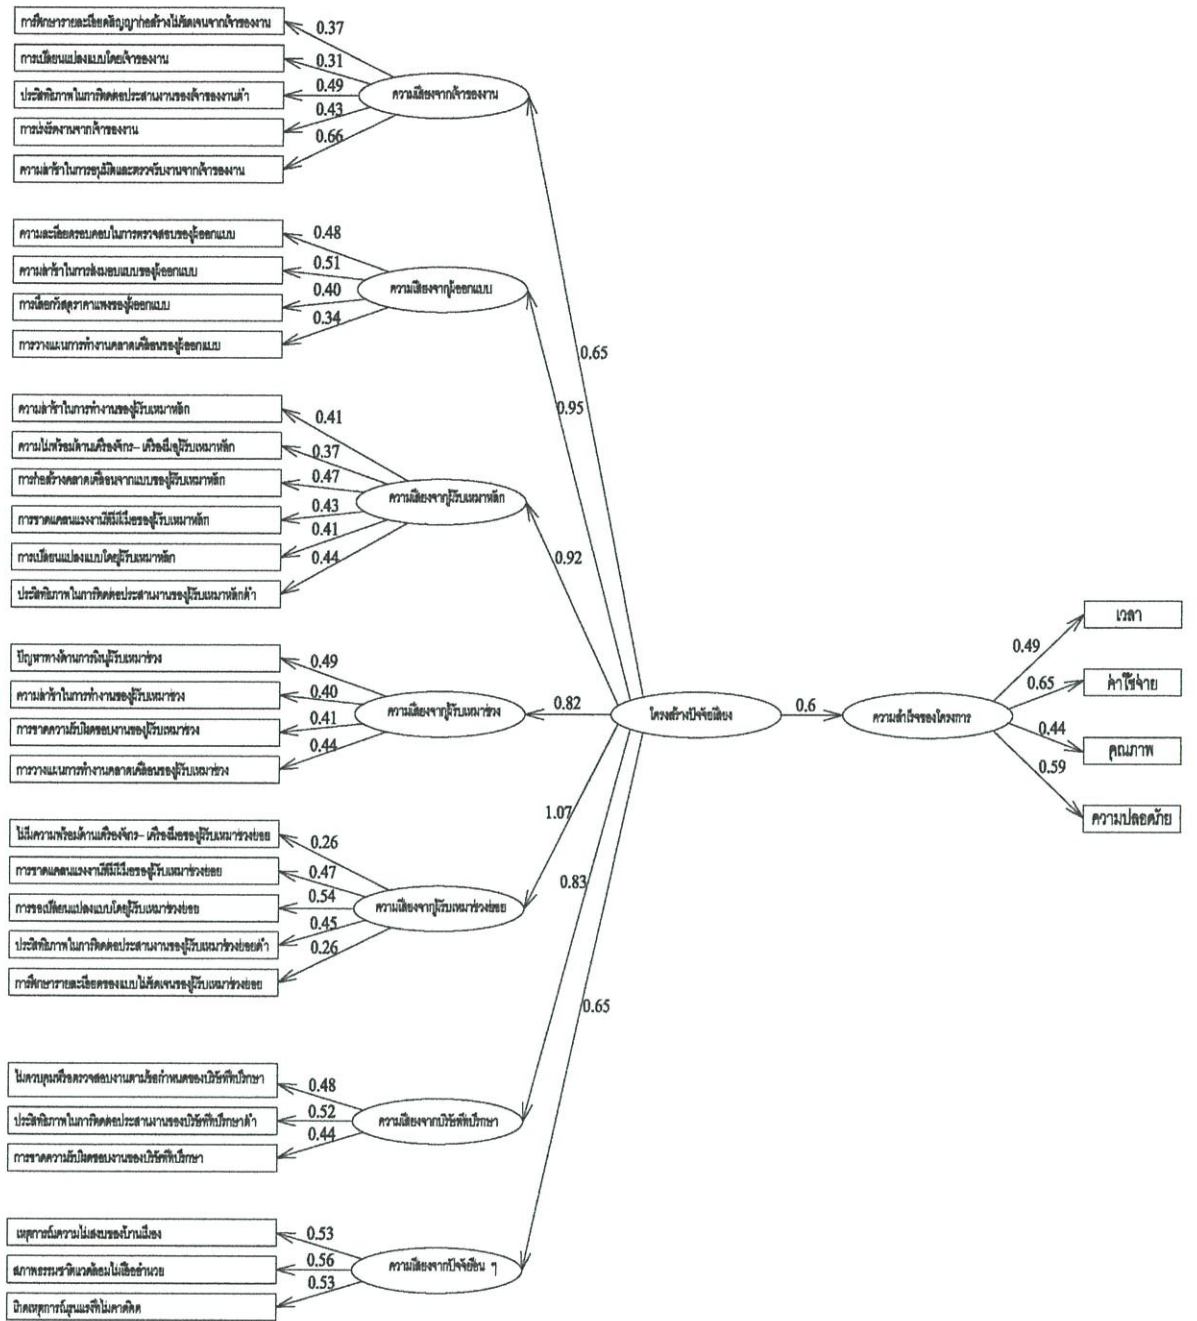 การศึกษารายละเอียดสัญญาก่อสร้างไม่ชัดเจนจากเจ้าของงาน
0.37
การเปลี่ยนแปลงแบบโดยเจ้าของงาน
0.31
ประสิทธิภาพในการติดต่อประสานงานของเจ้าของงานต่ำ
0.49
การเร่งรัดงานจากเจ้าของงาน
0.43
ความล่าช้าในการอนุมัติและตรวจรับงานจากเจ้าของงาน
0.66
ความเสี่ยงจากเจ้าของงาน
ความละเอียดรอบคอบในการตรวจสอบของผู้ออกแบบ
0.48
ความล่าช้าในการส่งมอบแบบของผู้ออกแบบ
0.51
การเลือกวัสดุราคาแพงของผู้ออกแบบ
0.40
การวางแผนการทำงานคลาดเคลื่อนของผู้ออกแบบ
0.34
ความเสี่ยงจากผู้ออกแบบ
0.65
0.95
ความล่าช้าในการทำงานของผู้รับเหมาหลัก
0.41
ความไม่พร้อมด้านเครื่องจักร– เครื่องมือผู้รับเหมาหลัก
0.37
การก่อสร้างคลาดเคลื่อนจากแบบของผู้รับเหมาหลัก
0.47
การขาดแคลนแรงงานที่มีฝีมือของผู้รับเหมาหลัก
0.43
การเปลี่ยนแปลงแบบโดยผู้รับเหมาหลัก
0.41
ประสิทธิภาพในการติดต่อประสานงานของผู้รับเหมาหลักต่ำ
0.44
ความเสี่ยงจากผู้รับเหมาหลัก
0.92
ปัญหาทางด้านการเงินผู้รับเหมาช่วง
0.49
ความล่าช้าในการทำงานของผู้รับเหมาช่วง
0.40
การขาดความรับผิดชอบงานของผู้รับเหมาช่วง
0.41
การวางแผนการทำงานคลาดเคลื่อนของผู้รับเหมาช่วง
0.44
ความเสี่ยงจากผู้รับเหมาช่วง
0.82
โครงสร้างปัจจัยเสี่ยง
0.6
ความสำเร็จของโครงการ
0.49
เวลา
0.65
ค่าใช้จ่าย
0.44
คุณภาพ
0.59
ความปลอดภัย
1.07
ไม่มีความพร้อมด้านเครื่องจักร– เครื่องมือของผู้รับเหมาช่วงย่อย
0.26
การขาดแคลนแรงงานที่มีฝีมือของผู้รับเหมาช่วงย่อย
0.47
การขอเปลี่ยนแปลงแบบโดยผู้รับเหมาช่วงย่อย
0.54
ประสิทธิภาพในการติดต่อประสานงานของผู้รับเหมาช่วงย่อยต่ำ
0.45
การศึกษารายละเอียดของแบบไม่ชัดเจนของผู้รับเหมาช่วงย่อย
0.26
ความเสี่ยงจากผู้รับเหมาช่วงย่อย
0.83
0.65
ไม่ควบคุมหรือตรวจสอบงานตามข้อกำหนดของบริษัทที่ปรึกษา
0.48
ประสิทธิภาพในการติดต่อประสานงานของบริษัทที่ปรึกษาต่ำ
0.52
การขาดความรับผิดชอบงานของบริษัทที่ปรึกษา
0.44
ความเสี่ยงจากบริษัทที่ปรึกษา
เหตุการณ์ความไม่สงบของบ้านเมือง
0.53
สภาพธรรมชาติแวดล้อมไม่เอื้ออำนวย
0.56
เกิดเหตุการณ์รุนแรงที่ไม่คาดคิด
0.53
ความเสี่ยงจากปัจจัยอื่น ๆ